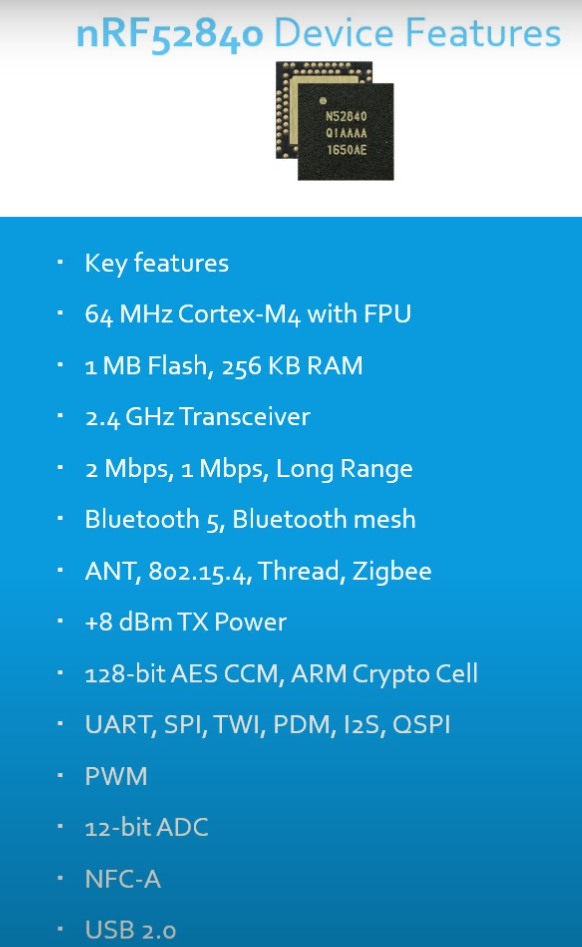 nRF52840 Device Features
N52840
QIAAAA
1650AE
Key features
64 MHz Cortex-M4 with FPU
1 MB Flash, 256 KB RAM
2.4 GHz Transceiver
2 Mbps, 1 Mbps, Long Range
Bluetooth 5, Bluetooth mesh
ANT, 802.15.4, Thread, Zigbee
+8 dBm TX Power
128-bit AES CCM, ARM Crypto Cell
UART, SPI, TWI, PDM, I2S, QSPI
PWM
12-bit ADC
NFC-A
USB 2.0